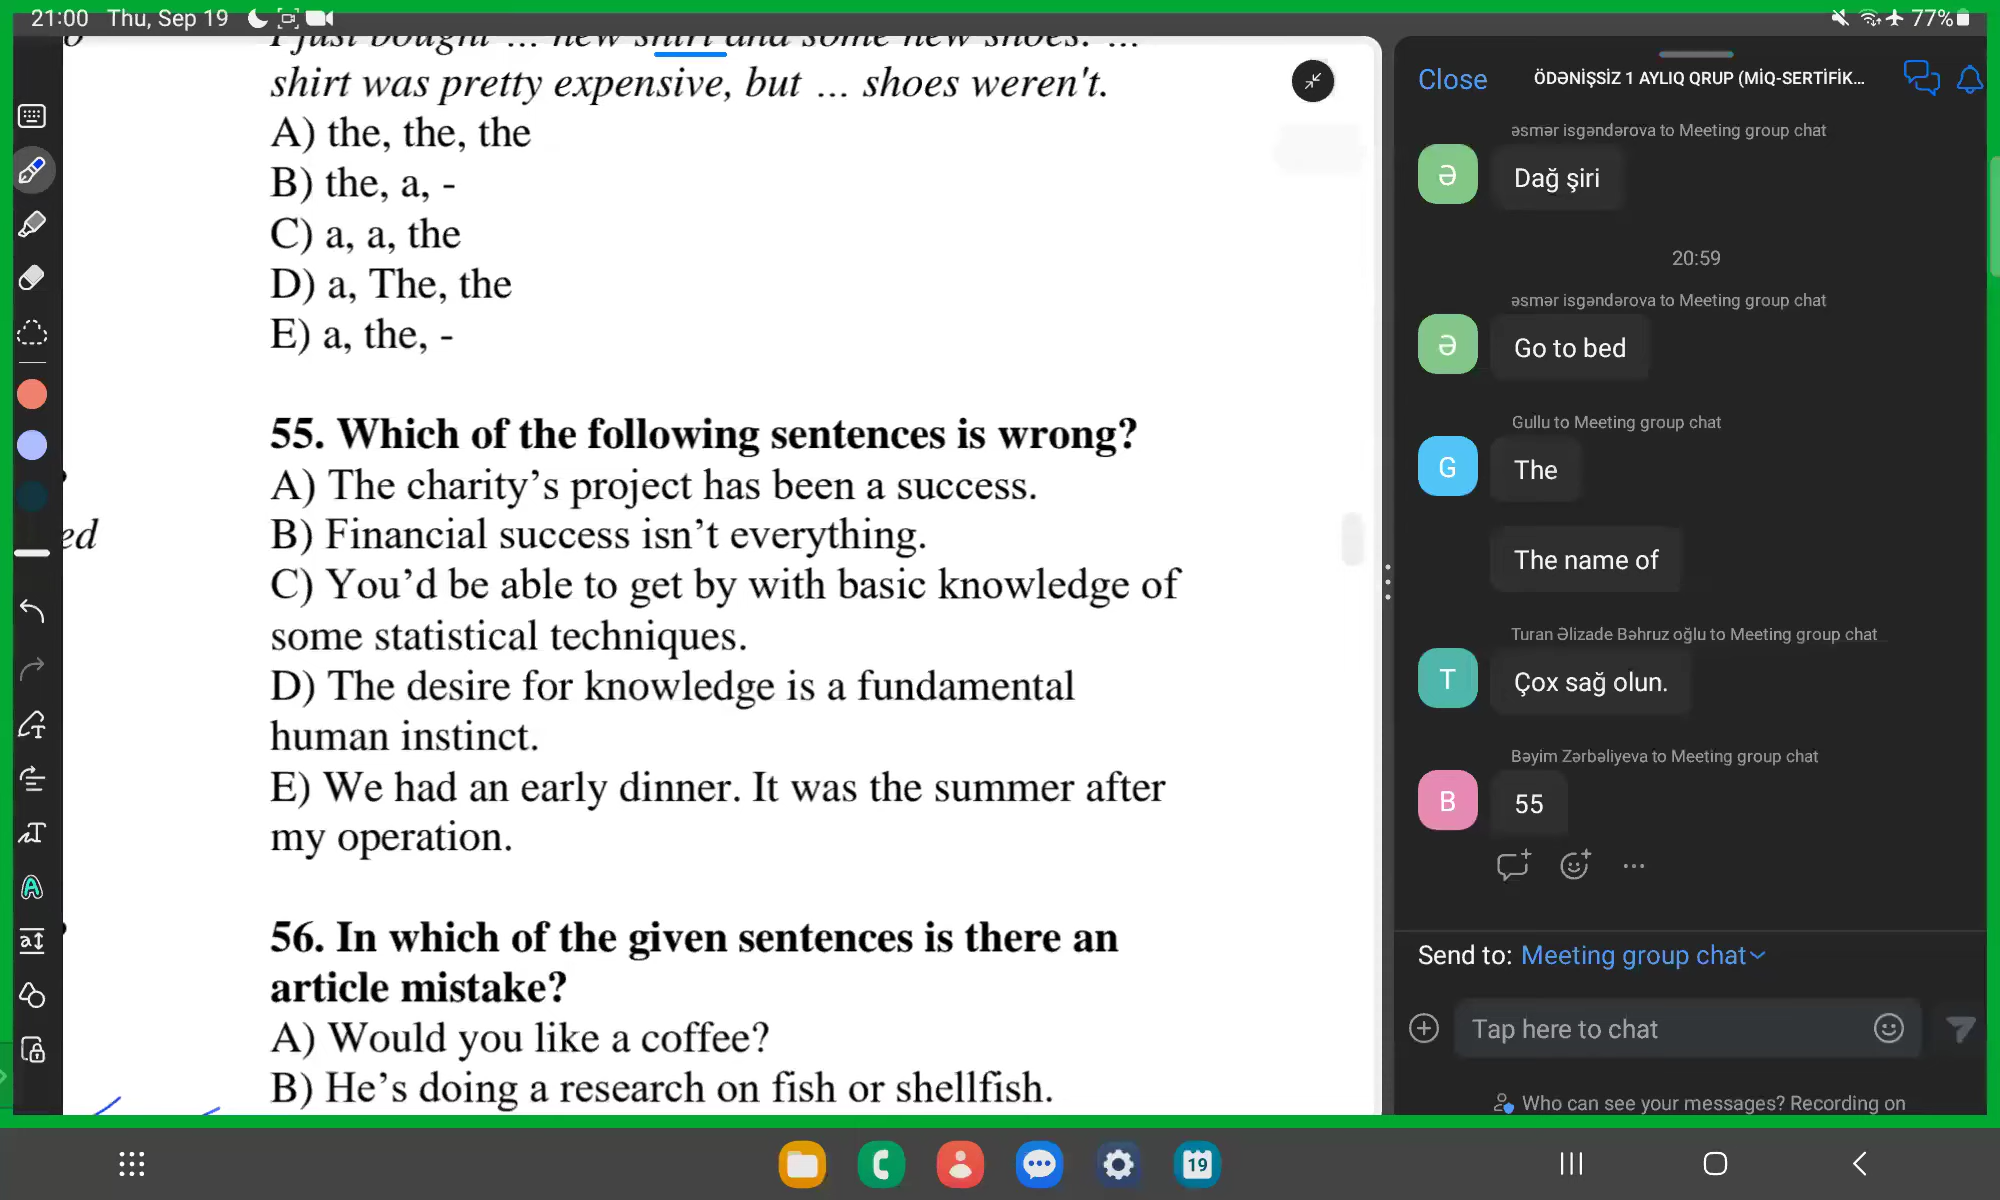 21:00 Thu, Sep 19
77%
I just bought ... new shirt and some new shoes. ...
shirt was pretty expensive, but ... shoes weren't.
A) the, the, the
B) the, a, -
C) a, a, the
D) a, The, the
E) a, the, -
ed
55. Which of the following sentences is wrong?
A) The charity’s project has been a success.
B) Financial success isn’t everything.
C) You’d be able to get by with basic knowledge of
some statistical techniques.
D) The desire for knowledge is a fundamental
human instinct.
E) We had an early dinner. It was the summer after
my operation.
56. In which of the given sentences is there an
article mistake?
A) Would you like a coffee?
B) He’s doing a research on fish or shellfish.
Close
ÖDƏNİŞSİZ 1 AYLIQ QRUP (MİQ-SERTİFİK...
əsmər isgəndərova to Meeting group chat
Ə
Dağ şiri
20:59
əsmər isgəndərova to Meeting group chat
Ə
Go to bed
Gullu to Meeting group chat
G
The
The name of
Turan Əlizade Bəhruz oğlu to Meeting group chat
T
Çox sağ olun.
Bəyim Zərbəliyeva to Meeting group chat
B
55
Send to: Meeting group chat
Tap here to chat
Who can see your messages? Recording on
19